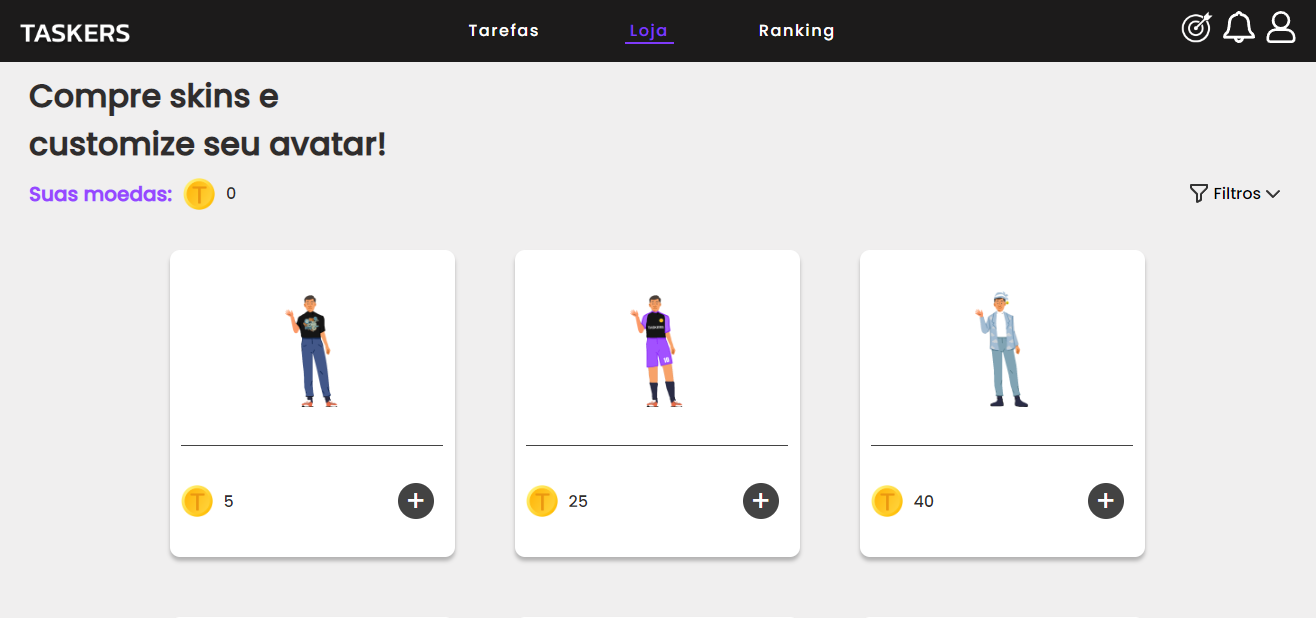 TASKERS
Tarefas
Loja
Ranking
Compre skins e
customize seu avatar!
Suas moedas: T 0
Filtros
T 5 +
T 25 +
T 40 +